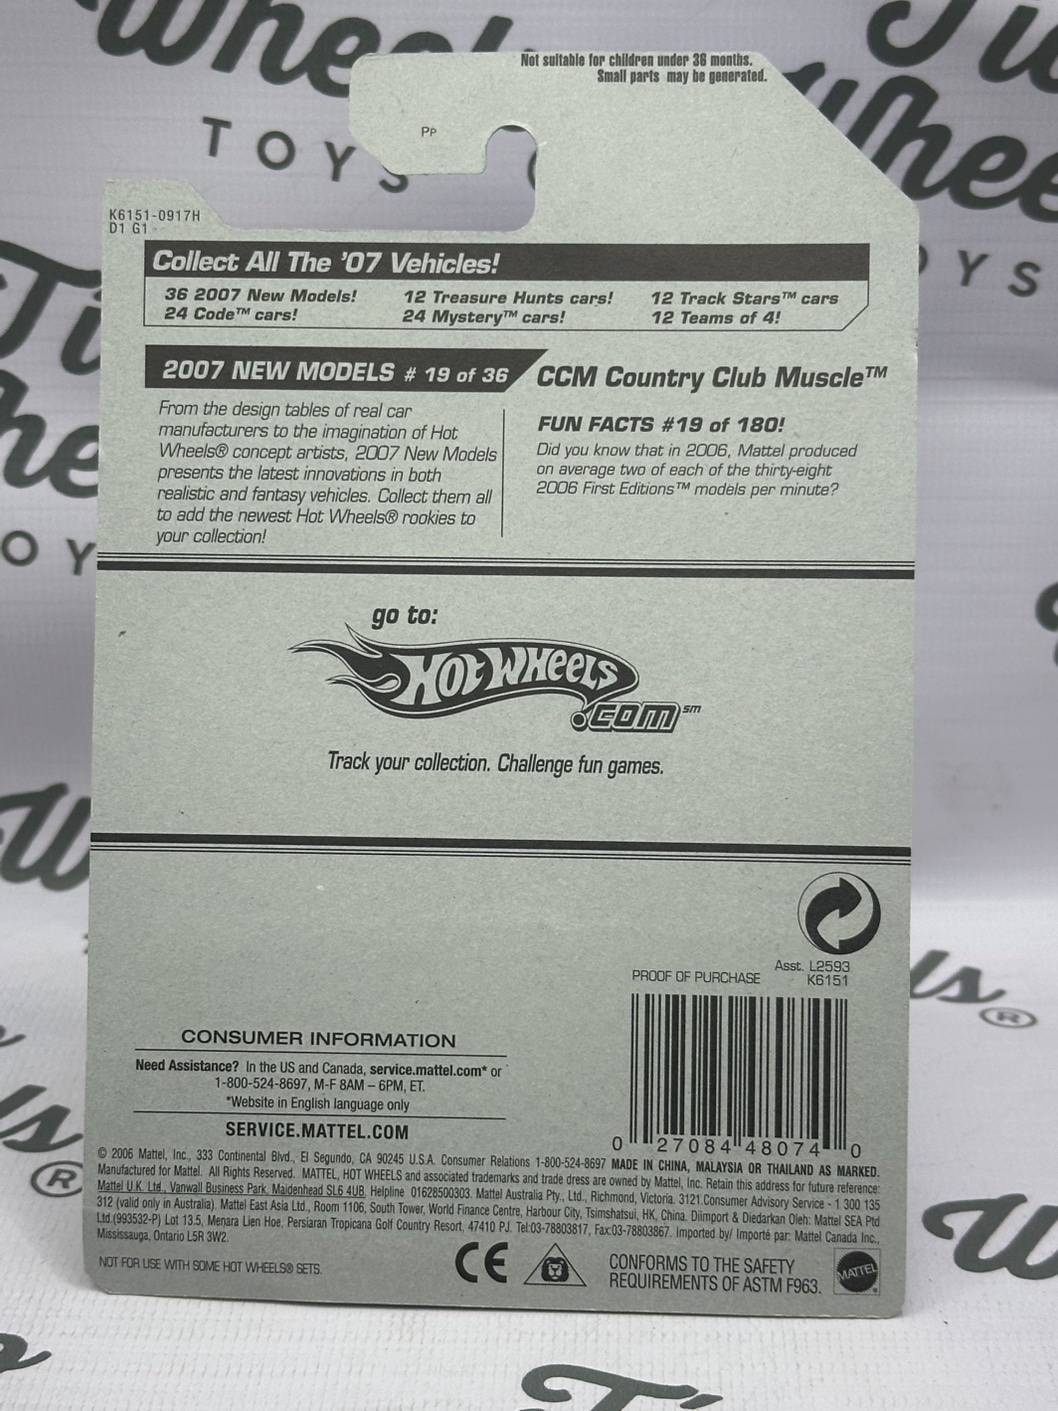 Not suitable for children under 36 months.
Small parts may be generated.
PP
TOYS
K6151-0917H
D1 G1
Collect All The '07 Vehicles!
36 2007 New Models! 12 Treasure Hunts cars! 12 Track Stars™ cars
24 Code™ cars! 24 Mystery™ cars! 12 Teams of 4!
2007 NEW MODELS # 19 of 36
CCM Country Club Muscle™
From the design tables of real car
manufacturers to the imagination of Hot
Wheels® concept artists, 2007 New Models
presents the latest innovations in both
realistic and fantasy vehicles. Collect them all
to add the newest Hot Wheels® rookies to
your collection!
FUN FACTS #19 of 180!
Did you know that in 2006, Mattel produced
on average two of each of the thirty-eight
2006 First Editions™ models per minute?
go to:
HOT WHEELS
.COM℠
Track your collection. Challenge fun games.
Asst. L2593
K6151
PROOF OF PURCHASE
0 27084 48074 0
CONSUMER INFORMATION
Need Assistance? In the US and Canada, service.mattel.com* or
1-800-524-8697, M-F 8AM – 6PM, ET.
*Website in English language only
SERVICE.MATTEL.COM
© 2006 Mattel, Inc., 333 Continental Blvd., El Segundo, CA 90245 U.S.A. Consumer Relations 1-800-524-8697 MADE IN CHINA, MALAYSIA OR THAILAND AS MARKED.
Manufactured for Mattel. All Rights Reserved. MATTEL, HOT WHEELS and associated trademarks and trade dress are owned by Mattel, Inc. Retain this address for future reference:
Mattel U.K. Ltd., Vanwall Business Park, Maidenhead SL6 4UB. Helpline 01628500303. Mattel Australia Pty., Ltd., Richmond, Victoria. 3121.Consumer Advisory Service - 1 300 135
312 (valid only in Australia). Mattel East Asia Ltd., Room 1106, South Tower, World Finance Centre, Harbour City, Tsimshatsui, HK, China. Diimport & Diedarkan Oleh: Mattel SEA Ptd
Ltd.(993532-P) Lot 13.5, Menara Lien Hoe, Persiaran Tropicana Golf Country Resort, 47410 PJ. Tel:03-78803817, Fax:03-78803867. Imported by/ Importé par: Mattel Canada Inc.,
Mississauga, Ontario L5R 3W2.
NOT FOR USE WITH SOME HOT WHEELS® SETS.
CE
CONFORMS TO THE SAFETY
REQUIREMENTS OF ASTM F963.
MATTEL